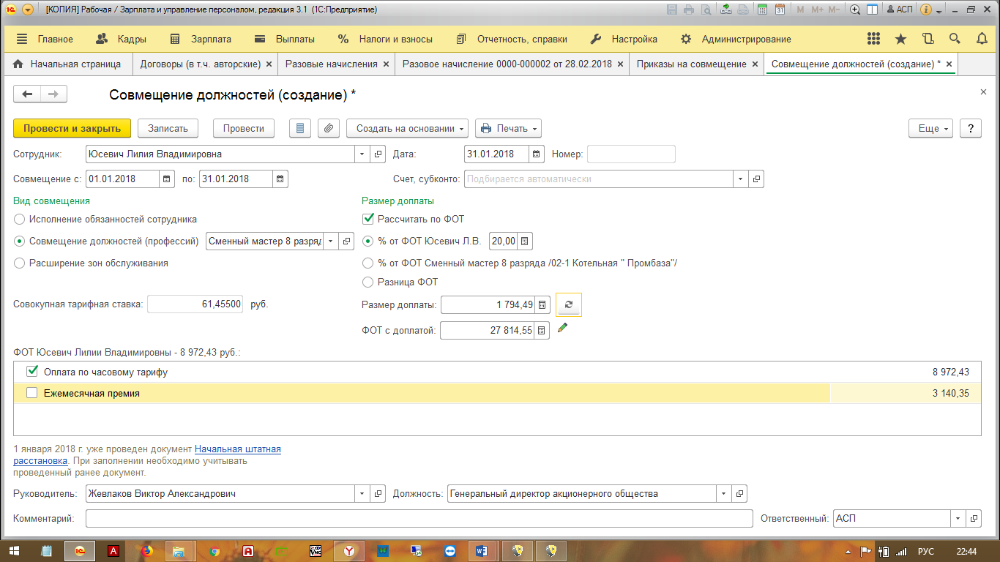 [КОПИЯ] Рабочая / Зарплата и управление персоналом, редакция 3.1 (1С:Предприятие)
M M+ M- АСП
Главное Кадры Зарплата Выплаты Налоги и взносы Отчетность, справки Настройка Администрирование
Начальная страница Договоры (в т.ч. авторские) Разовые начисления Разовое начисление 0000-000002 от 28.02.2018 Приказы на совмещение Совмещение должностей (создание) *
Совмещение должностей (создание) *
Провести и закрыть Записать Провести Создать на основании Печать Еще ?
Сотрудник: Юсевич Лилия Владимировна Дата: 31.01.2018 Номер:
Совмещение с: 01.01.2018 по: 31.01.2018 Счет, субконто: Подбирается автоматически
Вид совмещения Размер доплаты
Исполнение обязанностей сотрудника Рассчитать по ФОТ
Совмещение должностей (профессий) Сменный мастер 8 разряд % от ФОТ Юсевич Л.В. 20,00
Расширение зон обслуживания % от ФОТ Сменный мастер 8 разряда /02-1 Котельная " Промбаза"/
Разница ФОТ
Совокупная тарифная ставка: 61,45500 руб. Размер доплаты: 1 794,49
ФОТ с доплатой: 27 814,55
ФОТ Юсевич Лилии Владимировны - 8 972,43 руб.:
Оплата по часовому тарифу 8 972,43
Ежемесячная премия 3 140,35
1 января 2018 г. уже проведен документ Начальная штатная
расстановка. При заполнении необходимо учитывать
проведенный ранее документ.
Руководитель: Жевлаков Виктор Александрович Должность: Генеральный директор акционерного общества
Комментарий: Ответственный: АСП
РУС 22:44